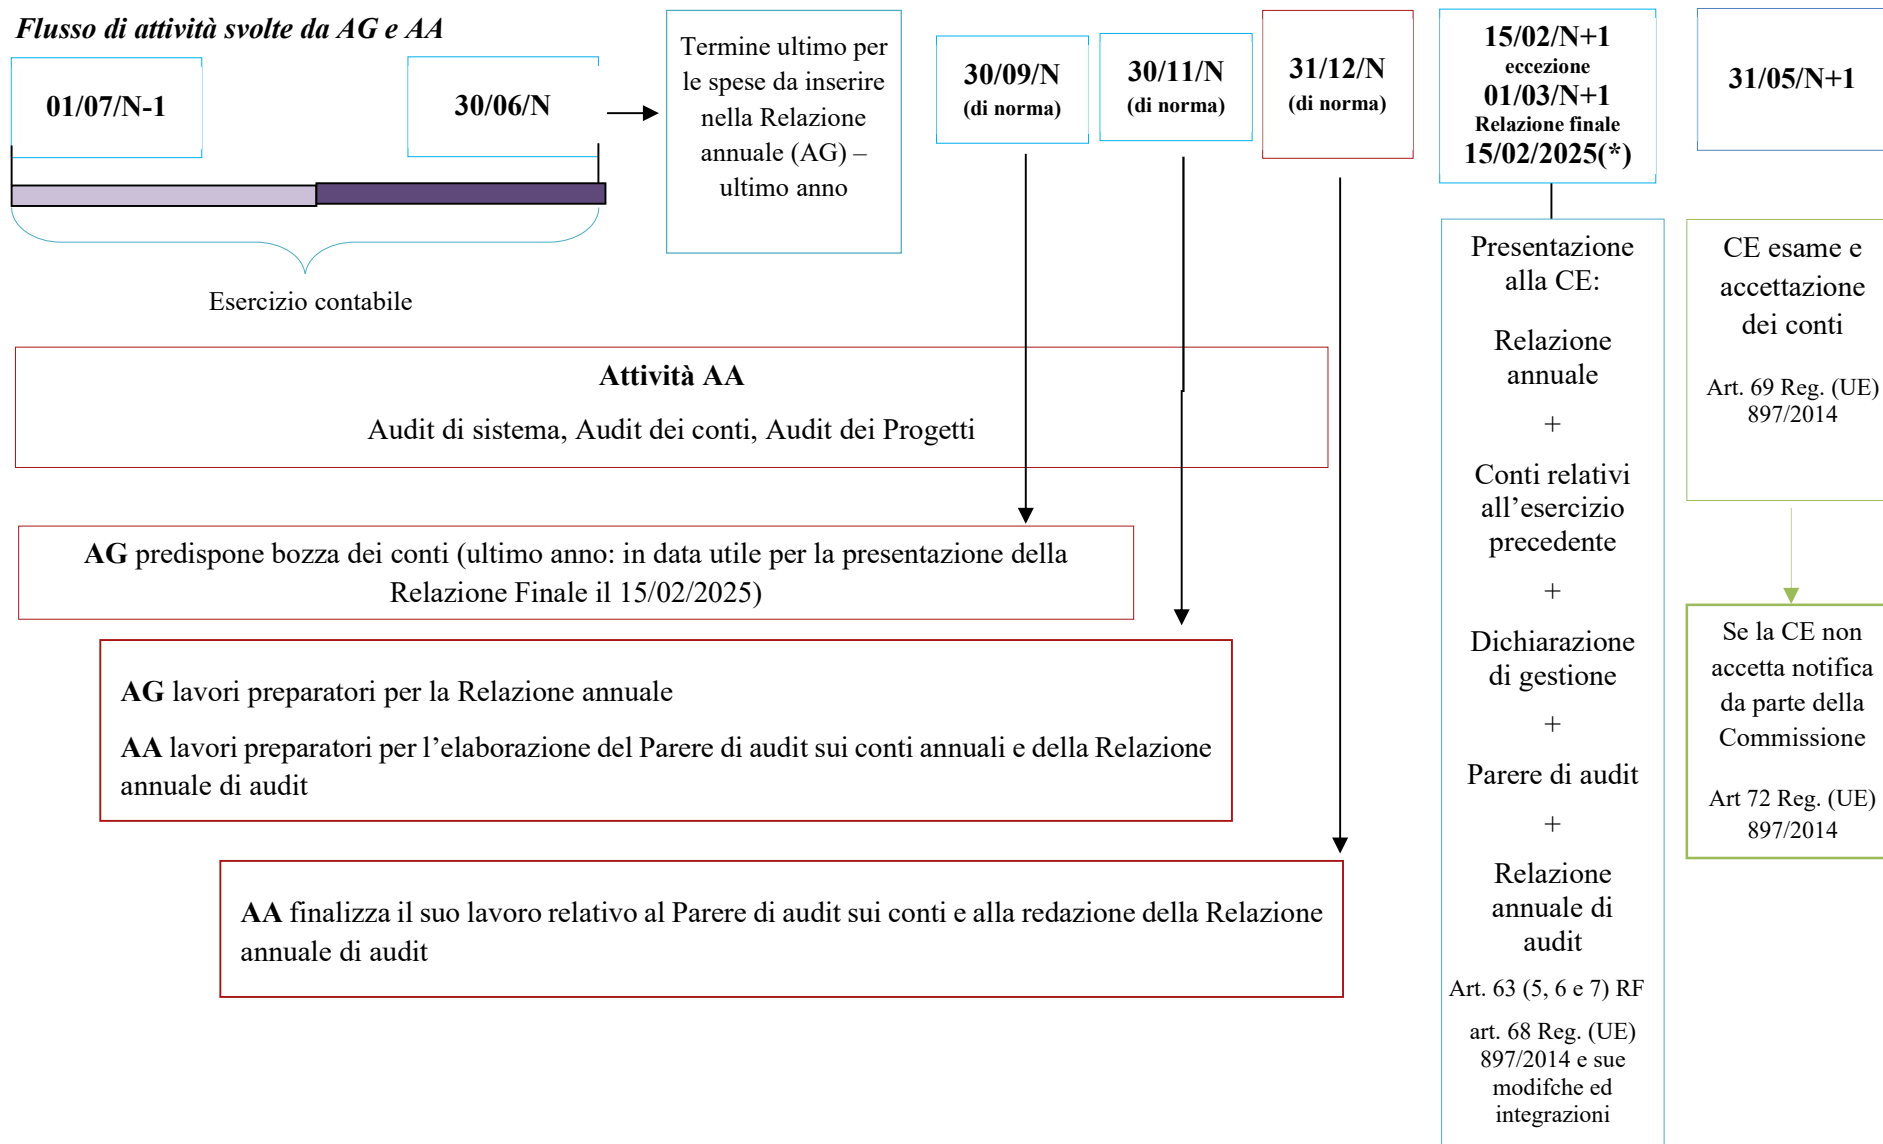 Flusso di attività svolte da AG e AA
01/07/N-1
30/06/N
Termine ultimo per
le spese da inserire
nella Relazione
annuale (AG) –
ultimo anno
30/09/N
(di norma)
30/11/N
(di norma)
31/12/N
(di norma)
15/02/N+1
eccezione
01/03/N+1
Relazione finale
15/02/2025(*)
31/05/N+1
Esercizio contabile
Attività AA
Audit di sistema, Audit dei conti, Audit dei Progetti
AG predispone bozza dei conti (ultimo anno: in data utile per la presentazione della
Relazione Finale il 15/02/2025)
AG lavori preparatori per la Relazione annuale
AA lavori preparatori per l’elaborazione del Parere di audit sui conti annuali e della Relazione
annuale di audit
AA finalizza il suo lavoro relativo al Parere di audit sui conti e alla redazione della Relazione
annuale di audit
Presentazione
alla CE:
Relazione
annuale
+
Conti relativi
all’esercizio
precedente
+
Dichiarazione
di gestione
+
Parere di audit
+
Relazione
annuale di
audit
Art. 63 (5, 6 e 7) RF
art. 68 Reg. (UE)
897/2014 e sue
modifche ed
integrazioni
CE esame e
accettazione
dei conti
Art. 69 Reg. (UE)
897/2014
Se la CE non
accetta notifica
da parte della
Commissione
Art 72 Reg. (UE)
897/2014